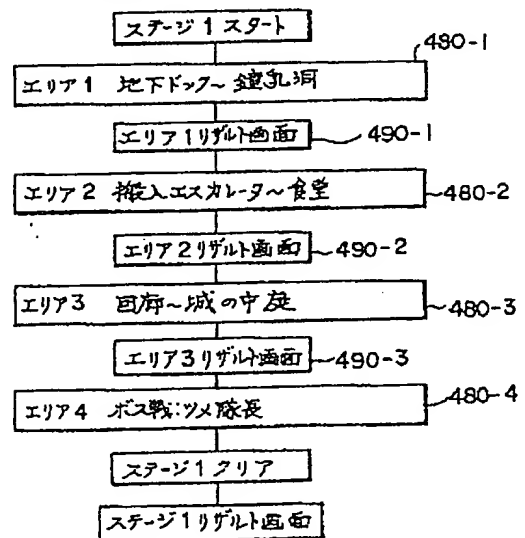 ステージ1 スタート
480-1
エリア1 地下ドック～鐘乳洞
エリア1リザルト画面
490-1
エリア2 搬入エスカレータ～食堂
480-2
エリア2リザルト画面
490-2
エリア3 回廊～城の中庭
480-3
エリア3リザルト画面
490-3
エリア4 ボス戦:ツメ隊長
480-4
ステージ1クリア
ステージ1リザルト画面